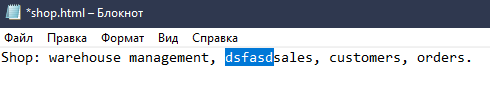 *shop.html – Блокнот
Файл Правка Формат Вид Справка
Shop: warehouse management, dsfasdsales, customers, orders.